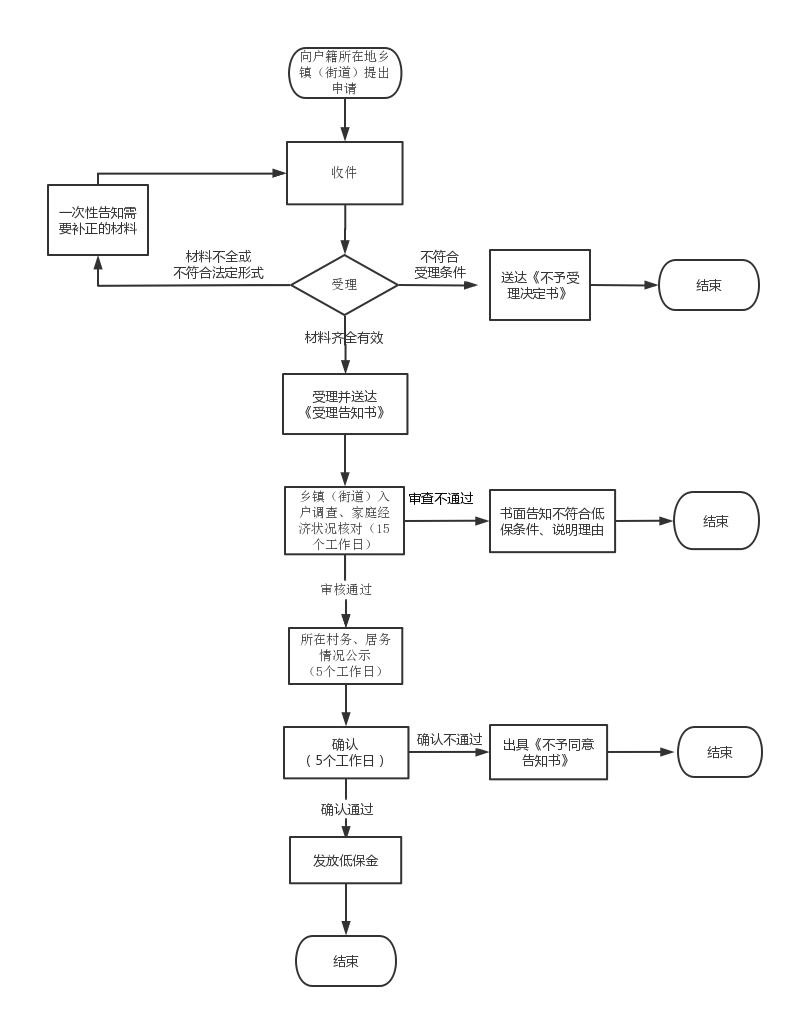 向户籍所在地乡
镇（街道）提出
申请
收件
一次性告知需
要补正的材料
材料不全或
不符合法定形式
受理
不符合
受理条件
送达《不予受
理决定书》
结束
材料齐全有效
受理并送达
《受理告知书》
乡镇（街道）入
户调查、家庭经
济状况核对（15
个工作日）
审查不通过
书面告知不符合低
保条件、说明理由
结束
审核通过
所在村务、居务
情况公示
（5个工作日）
确认
（5个工作日）
确认不通过
出具《不予同意
告知书》
结束
确认通过
发放低保金
结束